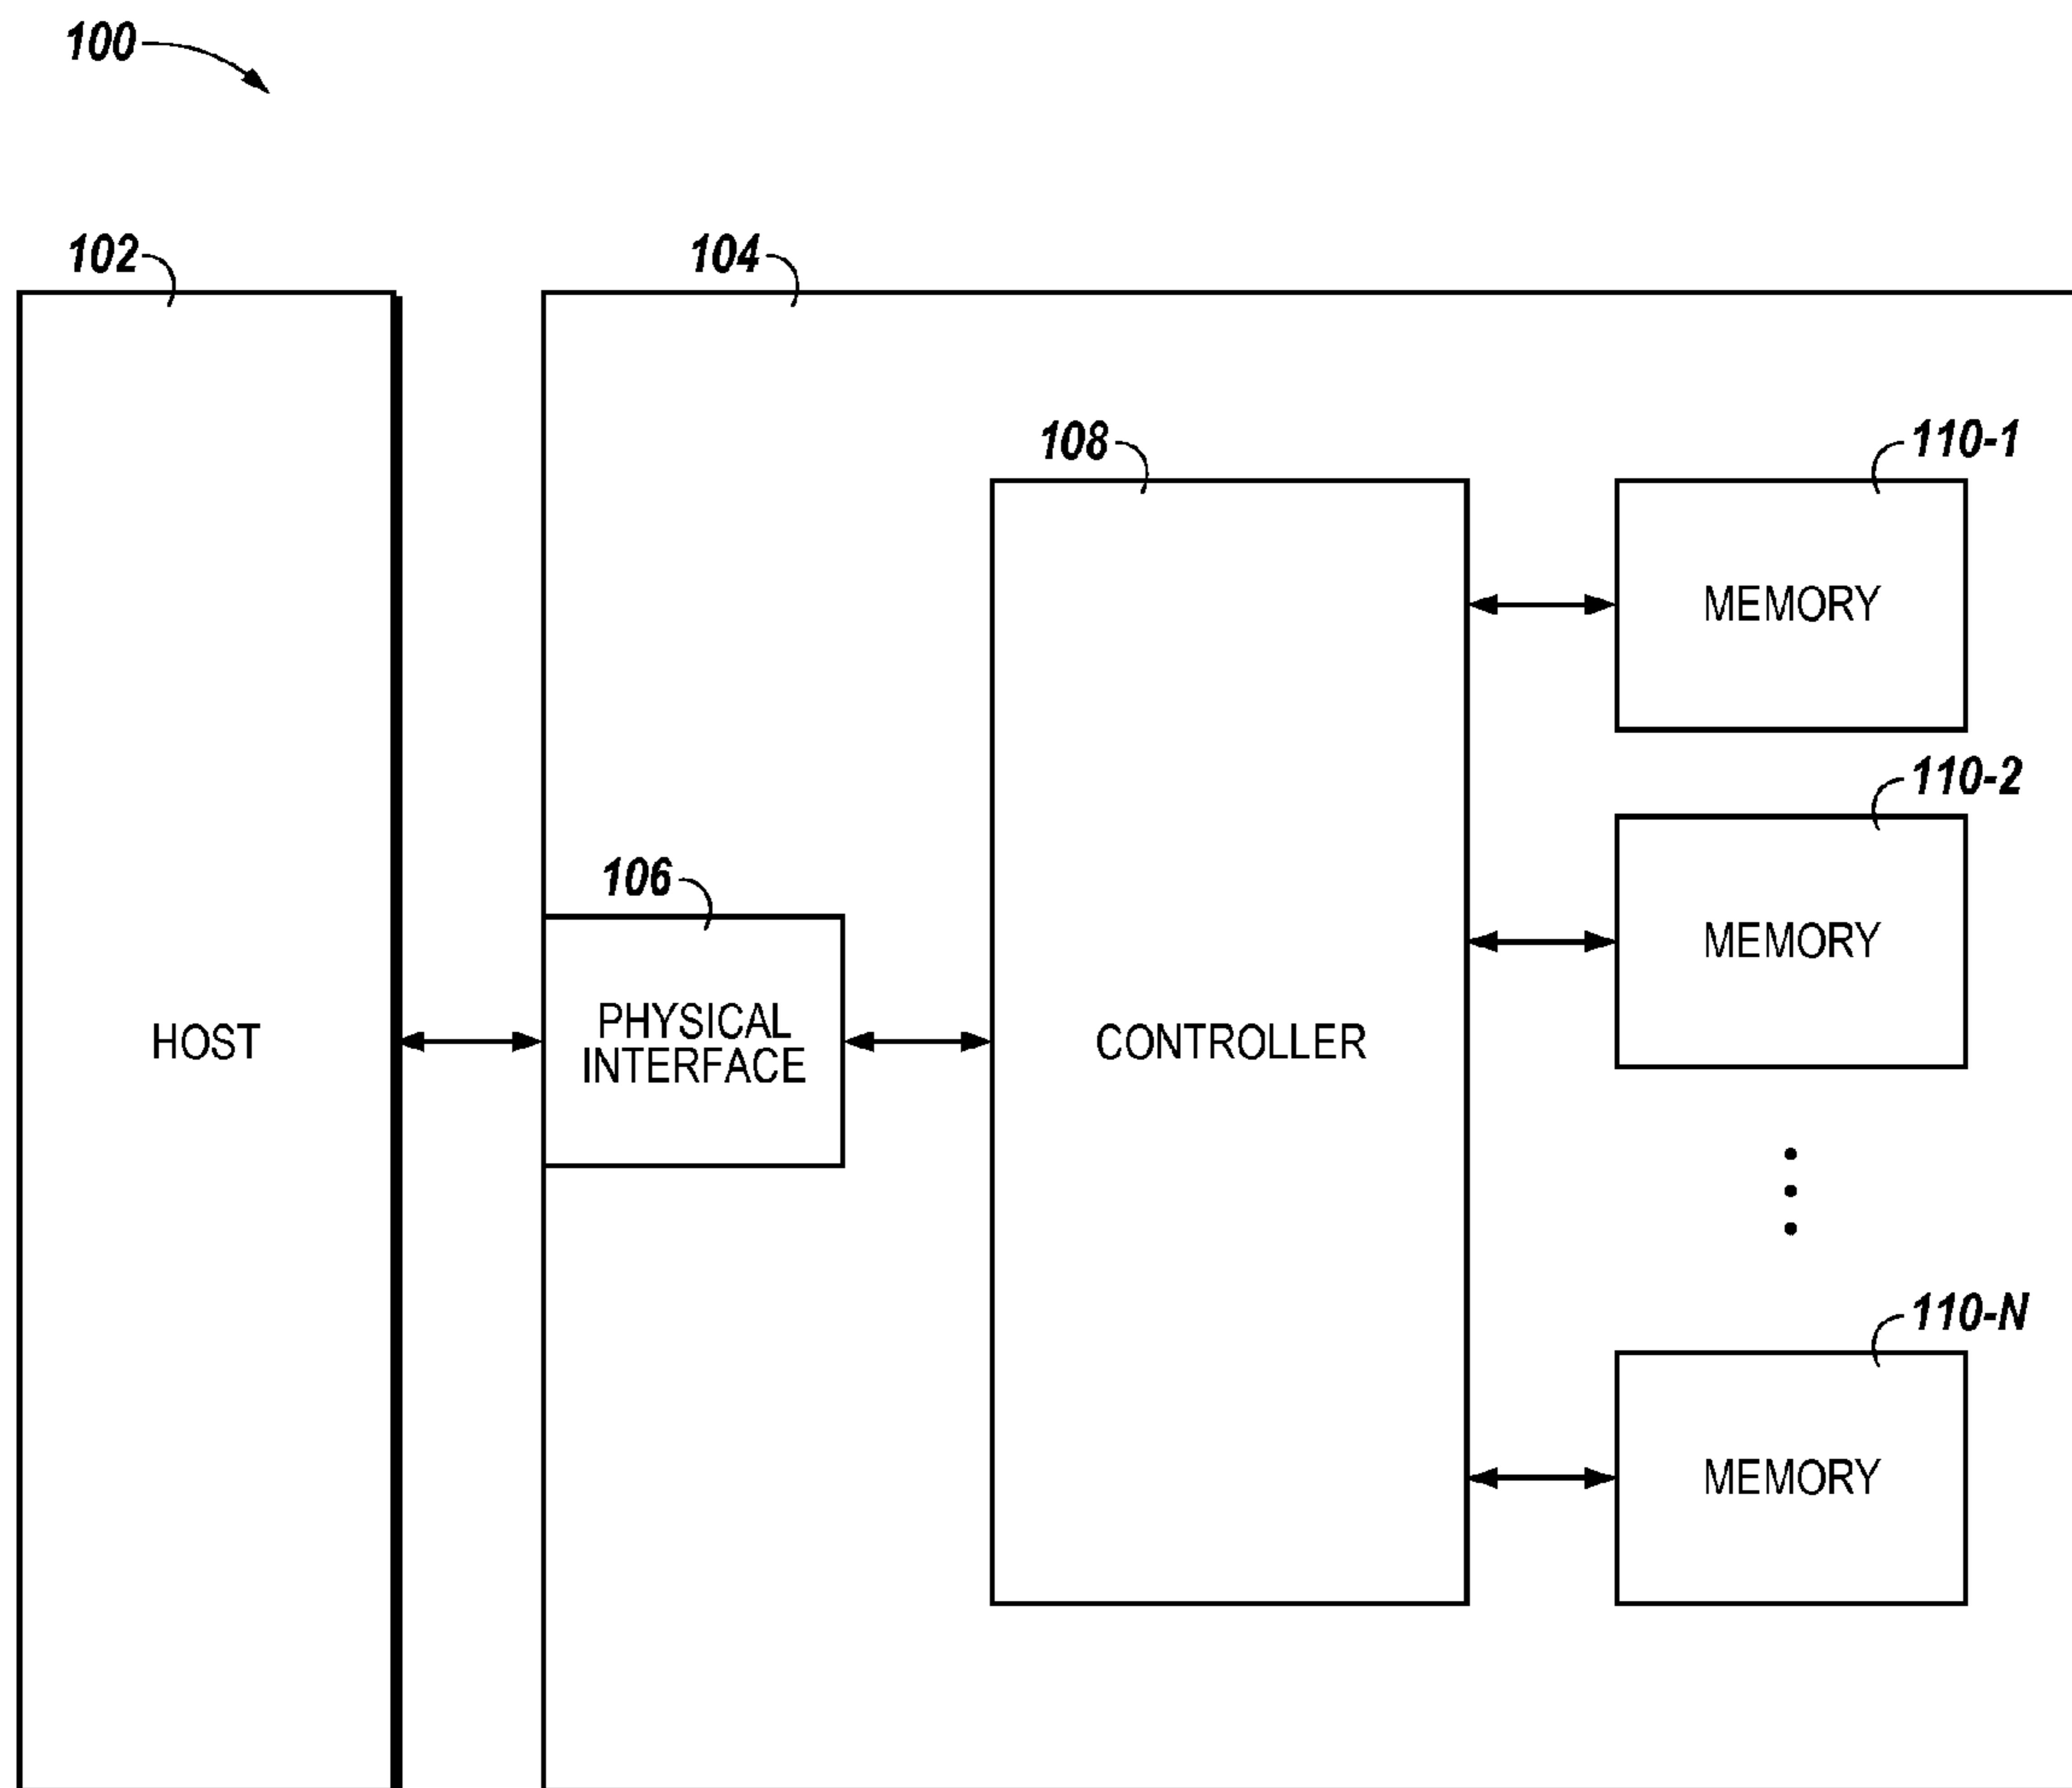 100
102
104
108
110-1
MEMORY
110-2
106
MEMORY
HOST
PHYSICAL
INTERFACE
CONTROLLER
110-N
MEMORY